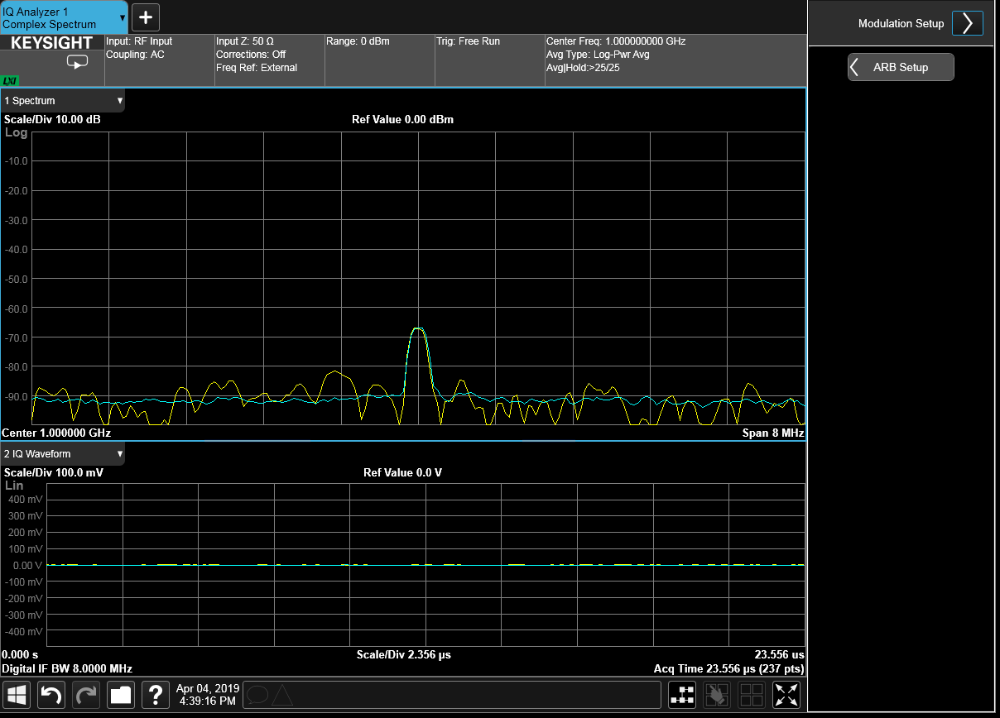 IQ Analyzer 1
Complex Spectrum
+
KEYSIGHT
LXI
Input: RF Input
Coupling: AC
Input Z: 50 Ω
Corrections: Off
Freq Ref: External
Range: 0 dBm
Trig: Free Run
Center Freq: 1.000000000 GHz
Avg Type: Log-Pwr Avg
Avg|Hold:>25/25
Modulation Setup
ARB Setup
1 Spectrum
Scale/Div 10.00 dB
Ref Value 0.00 dBm
Log
-10.0
-20.0
-30.0
-40.0
-50.0
-60.0
-70.0
-80.0
-90.0
Center 1.000000 GHz
Span 8 MHz
2 IQ Waveform
Scale/Div 100.0 mV
Ref Value 0.0 V
Lin
400 mV
300 mV
200 mV
100 mV
0.00 V
-100 mV
-200 mV
-300 mV
-400 mV
0.000 s
Scale/Div 2.356 µs
23.556 us
Digital IF BW 8.0000 MHz
Acq Time 23.556 µs (237 pts)
?
Apr 04, 2019
4:39:16 PM